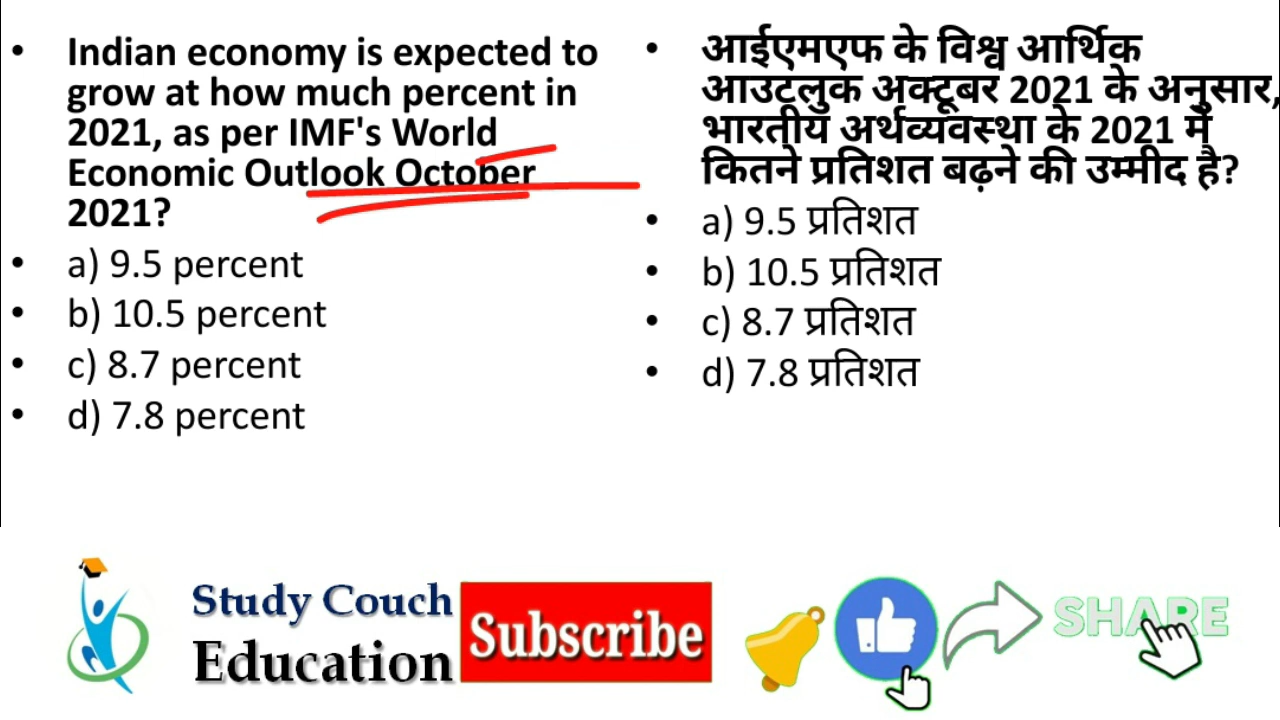 • Indian economy is expected to
grow at how much percent in
2021, as per IMF's World
Economic Outlook October
2021?
• a) 9.5 percent
• b) 10.5 percent
• c) 8.7 percent
• d) 7.8 percent
• आईएमएफ के विश्व आर्थिक
आउटलुक अक्टूबर 2021 के अनुसार,
भारतीय अर्थव्यवस्था के 2021 में
कितने प्रतिशत बढ़ने की उम्मीद है?
• a) 9.5 प्रतिशत
• b) 10.5 प्रतिशत
• c) 8.7 प्रतिशत
• d) 7.8 प्रतिशत
Study Couch
Education
Subscribe
SHARE